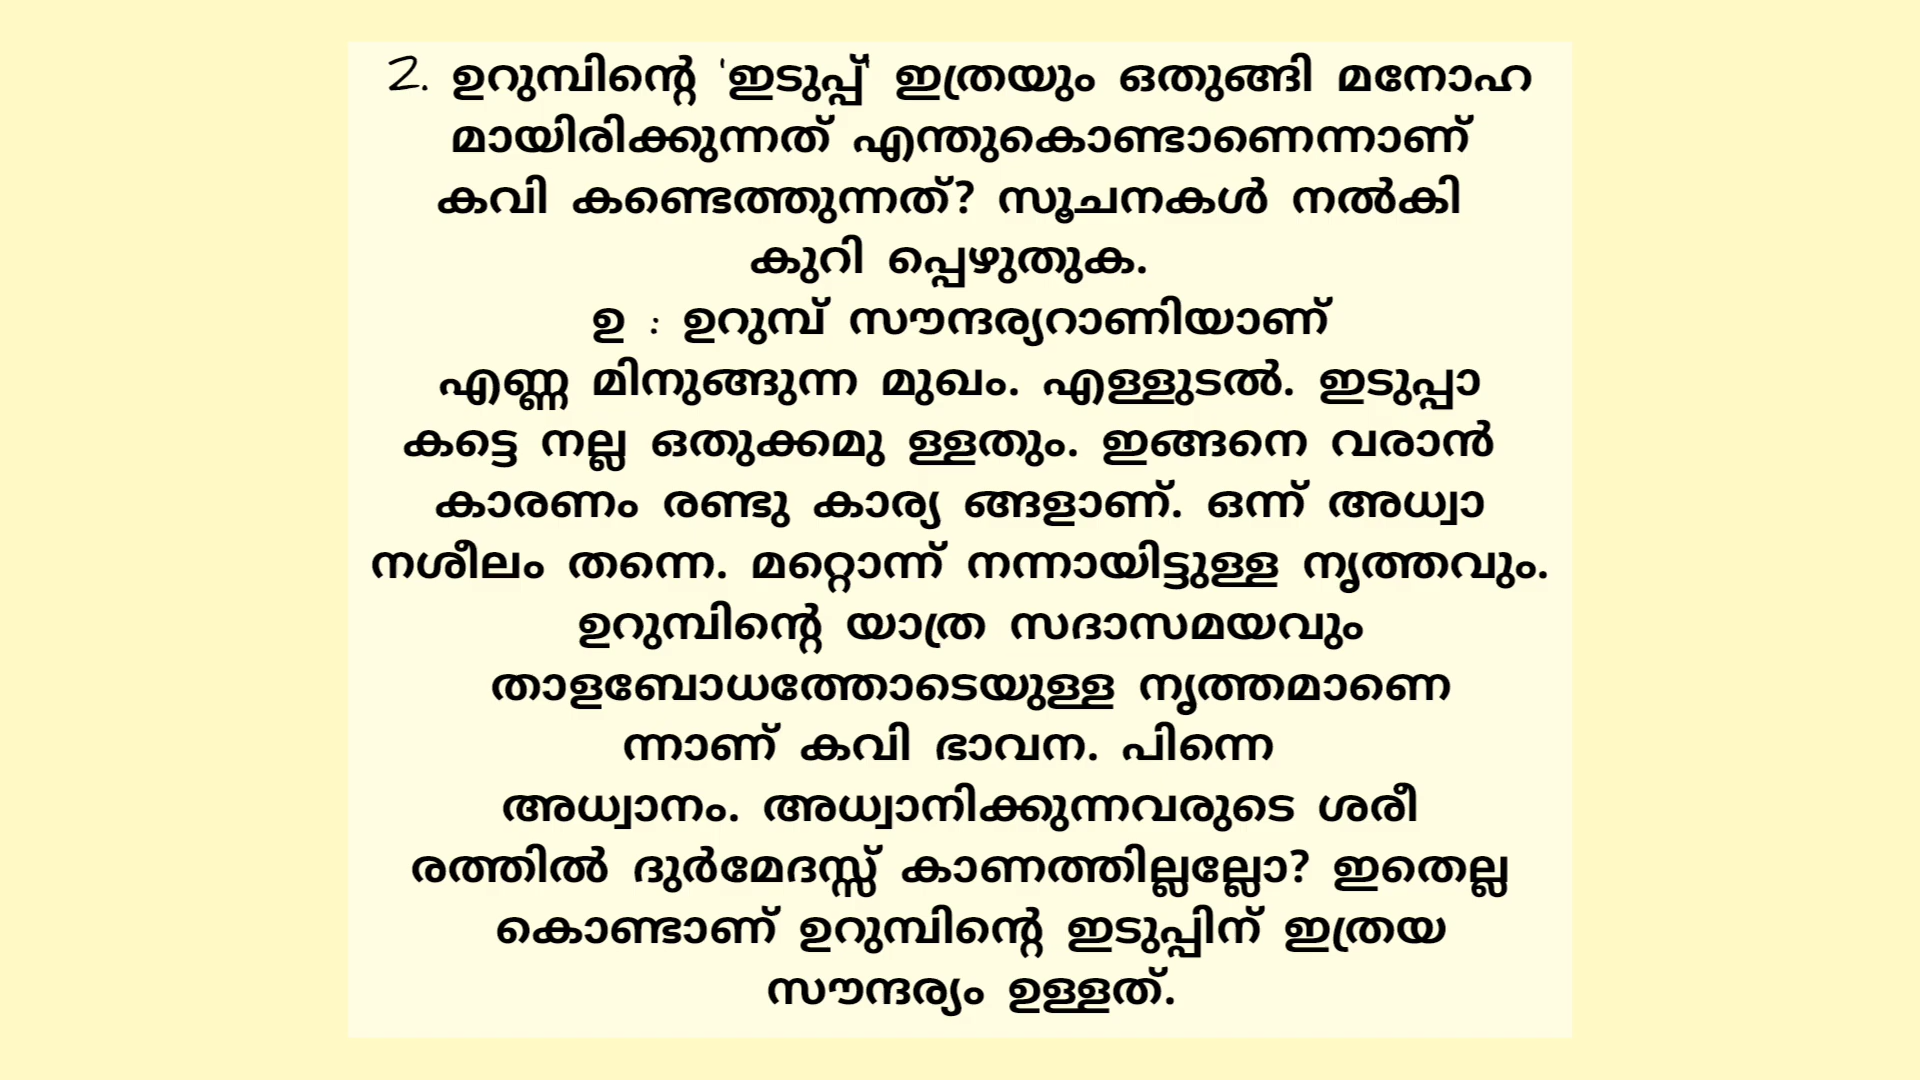 2. ഉറുമ്പിന്റെ 'ഇടുപ്പ്' ഇത്രയും ഒതുങ്ങി മനോഹ
മായിരിക്കുന്നത് എന്തുകൊണ്ടാണെന്നാണ്
കവി കണ്ടെത്തുന്നത്? സൂചനകൾ നൽകി
കുറി പ്പെഴുതുക.
ഉ : ഉറുമ്പ് സൗന്ദര്യറാണിയാണ്
എണ്ണ മിനുങ്ങുന്ന മുഖം. എള്ളുടൽ. ഇടുപ്പാ
കട്ടെ നല്ല ഒതുക്കമു ള്ളതും. ഇങ്ങനെ വരാൻ
കാരണം രണ്ടു കാര്യ ങ്ങളാണ്. ഒന്ന് അധ്വാ
നശീലം തന്നെ. മറ്റൊന്ന് നന്നായിട്ടുള്ള നൃത്തവും.
ഉറുമ്പിന്റെ യാത്ര സദാസമയവും
താളബോധത്തോടെയുള്ള നൃത്തമാണെ
ന്നാണ് കവി ഭാവന. പിന്നെ
അധ്വാനം. അധ്വാനിക്കുന്നവരുടെ ശരീ
രത്തിൽ ദുർമേദസ്സ് കാണത്തില്ലല്ലോ? ഇതെല്ല
കൊണ്ടാണ് ഉറുമ്പിന്റെ ഇടുപ്പിന് ഇത്രയ
സൗന്ദര്യം ഉള്ളത്.